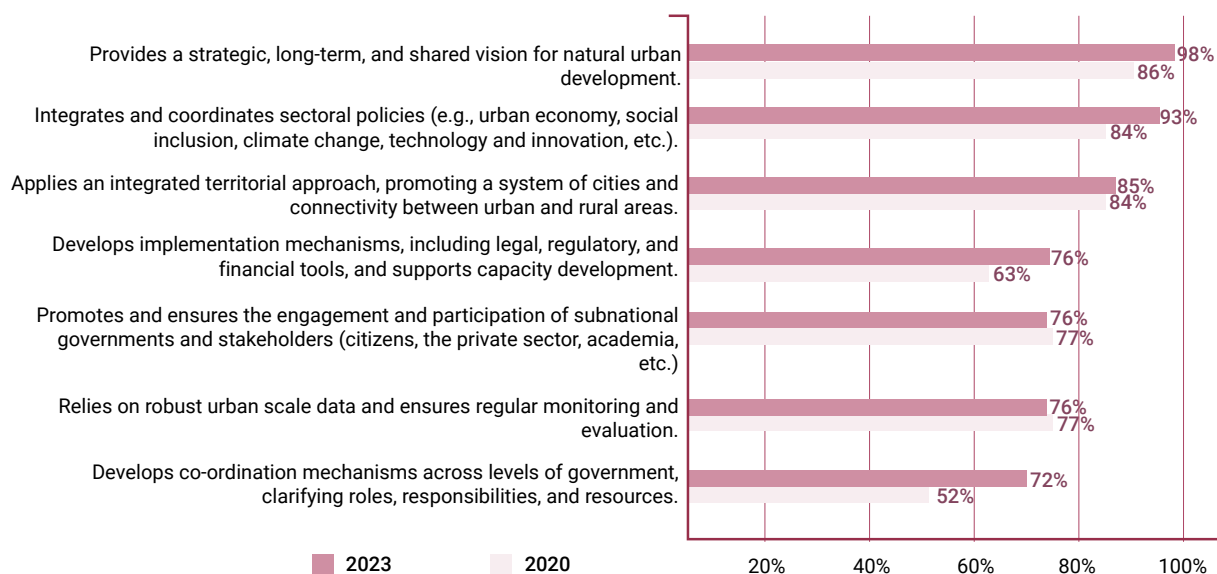 Provides a strategic, long-term, and shared vision for natural urban
development.
98%
86%
Integrates and coordinates sectoral policies (e.g., urban economy, social
inclusion, climate change, technology and innovation, etc.).
93%
84%
Applies an integrated territorial approach, promoting a system of cities and
connectivity between urban and rural areas.
85%
84%
Develops implementation mechanisms, including legal, regulatory, and
financial tools, and supports capacity development.
76%
63%
Promotes and ensures the engagement and participation of subnational
governments and stakeholders (citizens, the private sector, academia,
etc.)
76%
77%
Relies on robust urban scale data and ensures regular monitoring and
evaluation.
76%
77%
Develops co-ordination mechanisms across levels of government,
clarifying roles, responsibilities, and resources.
72%
52%
20% 40% 60% 80% 100%
2023 2020